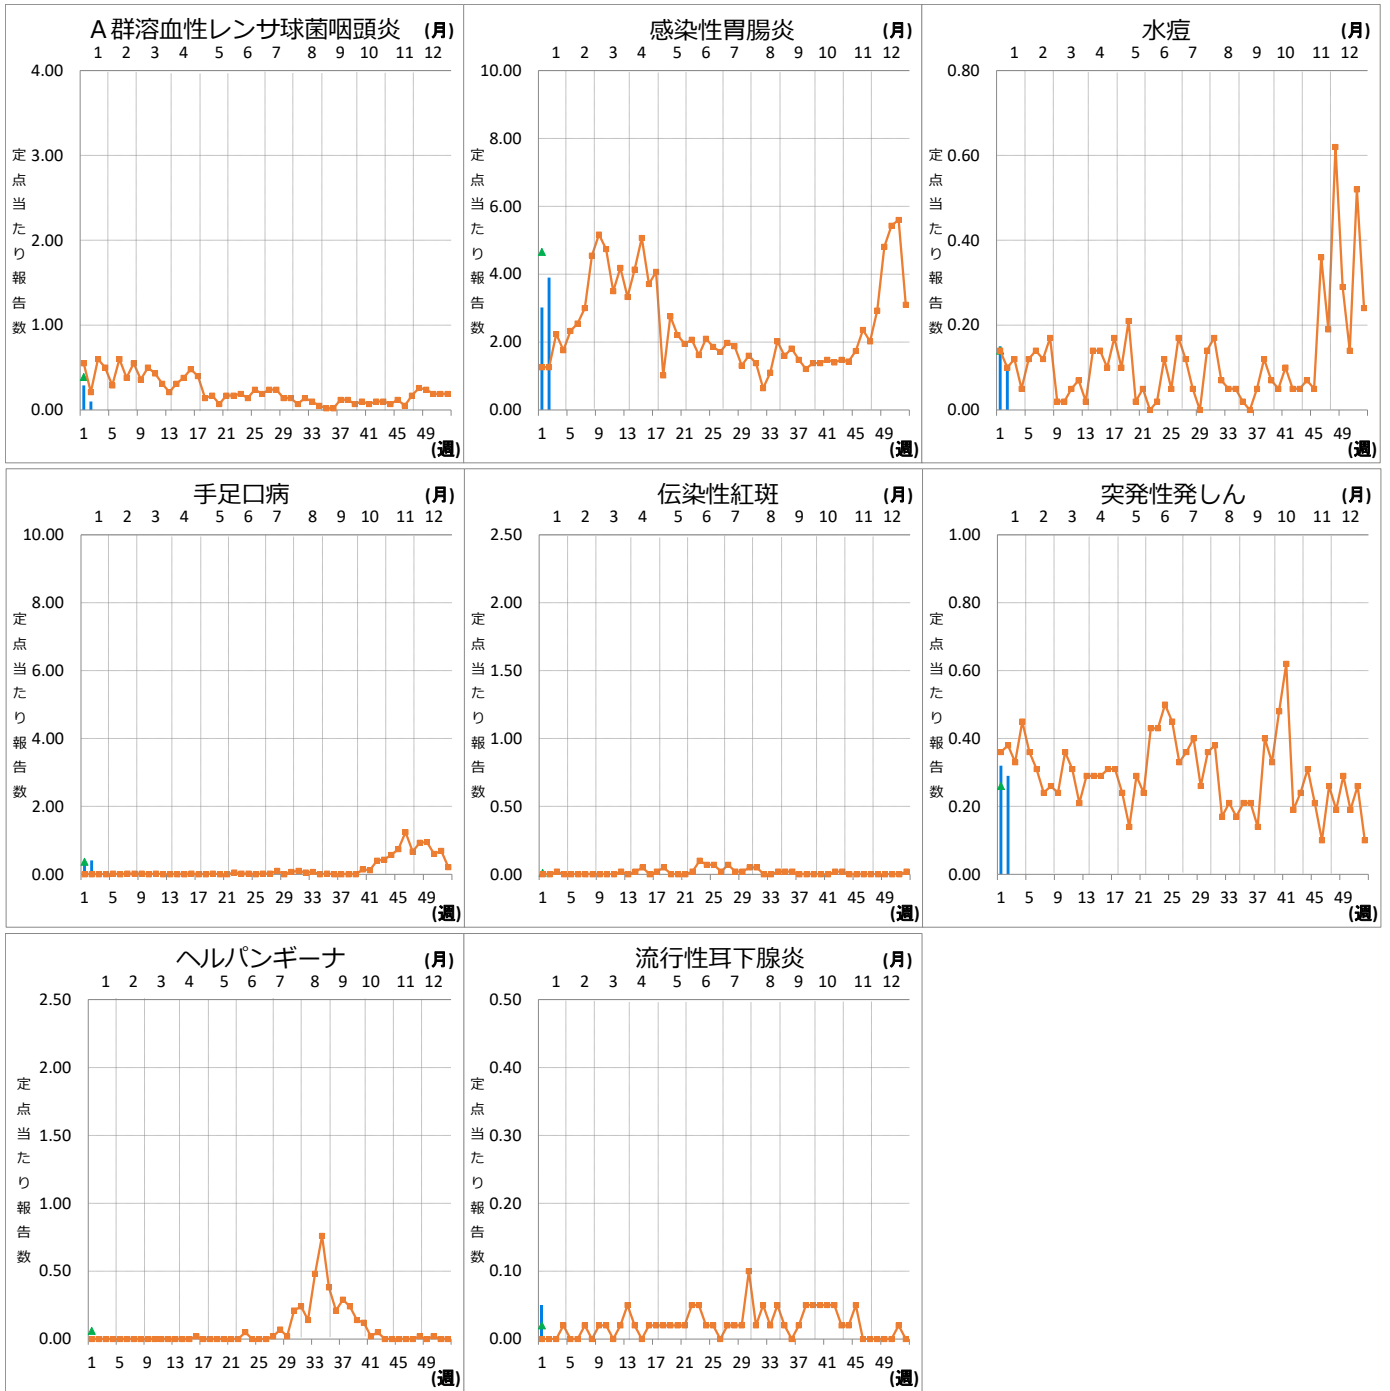 A群溶血性レンサ球菌咽頭炎 (月)
1 2 3 4 5 6 7 8 9 10 11 12
4.00
3.00
2.00
1.00
0.00
定点当たり報告数
1 5 9 13 17 21 25 29 33 37 41 45 49
(週)
感染性胃腸炎 (月)
1 2 3 4 5 6 7 8 9 10 11 12
10.00
8.00
6.00
4.00
2.00
0.00
定点当たり報告数
1 5 9 13 17 21 25 29 33 37 41 45 49
(週)
水痘 (月)
1 2 3 4 5 6 7 8 9 10 11 12
0.80
0.60
0.40
0.20
0.00
定点当たり報告数
1 5 9 13 17 21 25 29 33 37 41 45 49
(週)
手足口病 (月)
1 2 3 4 5 6 7 8 9 10 11 12
10.00
8.00
6.00
4.00
2.00
0.00
定点当たり報告数
1 5 9 13 17 21 25 29 33 37 41 45 49
(週)
伝染性紅斑 (月)
1 2 3 4 5 6 7 8 9 10 11 12
2.50
2.00
1.50
1.00
0.50
0.00
定点当たり報告数
1 5 9 13 17 21 25 29 33 37 41 45 49
(週)
突発性発しん (月)
1 2 3 4 5 6 7 8 9 10 11 12
1.00
0.80
0.60
0.40
0.20
0.00
定点当たり報告数
1 5 9 13 17 21 25 29 33 37 41 45 49
(週)
ヘルパンギーナ (月)
1 2 3 4 5 6 7 8 9 10 11 12
2.50
2.00
1.50
1.00
0.50
0.00
定点当たり報告数
1 5 9 13 17 21 25 29 33 37 41 45 49
(週)
流行性耳下腺炎 (月)
1 2 3 4 5 6 7 8 9 10 11 12
0.50
0.40
0.30
0.20
0.10
0.00
定点当たり報告数
1 5 9 13 17 21 25 29 33 37 41 45 49
(週)